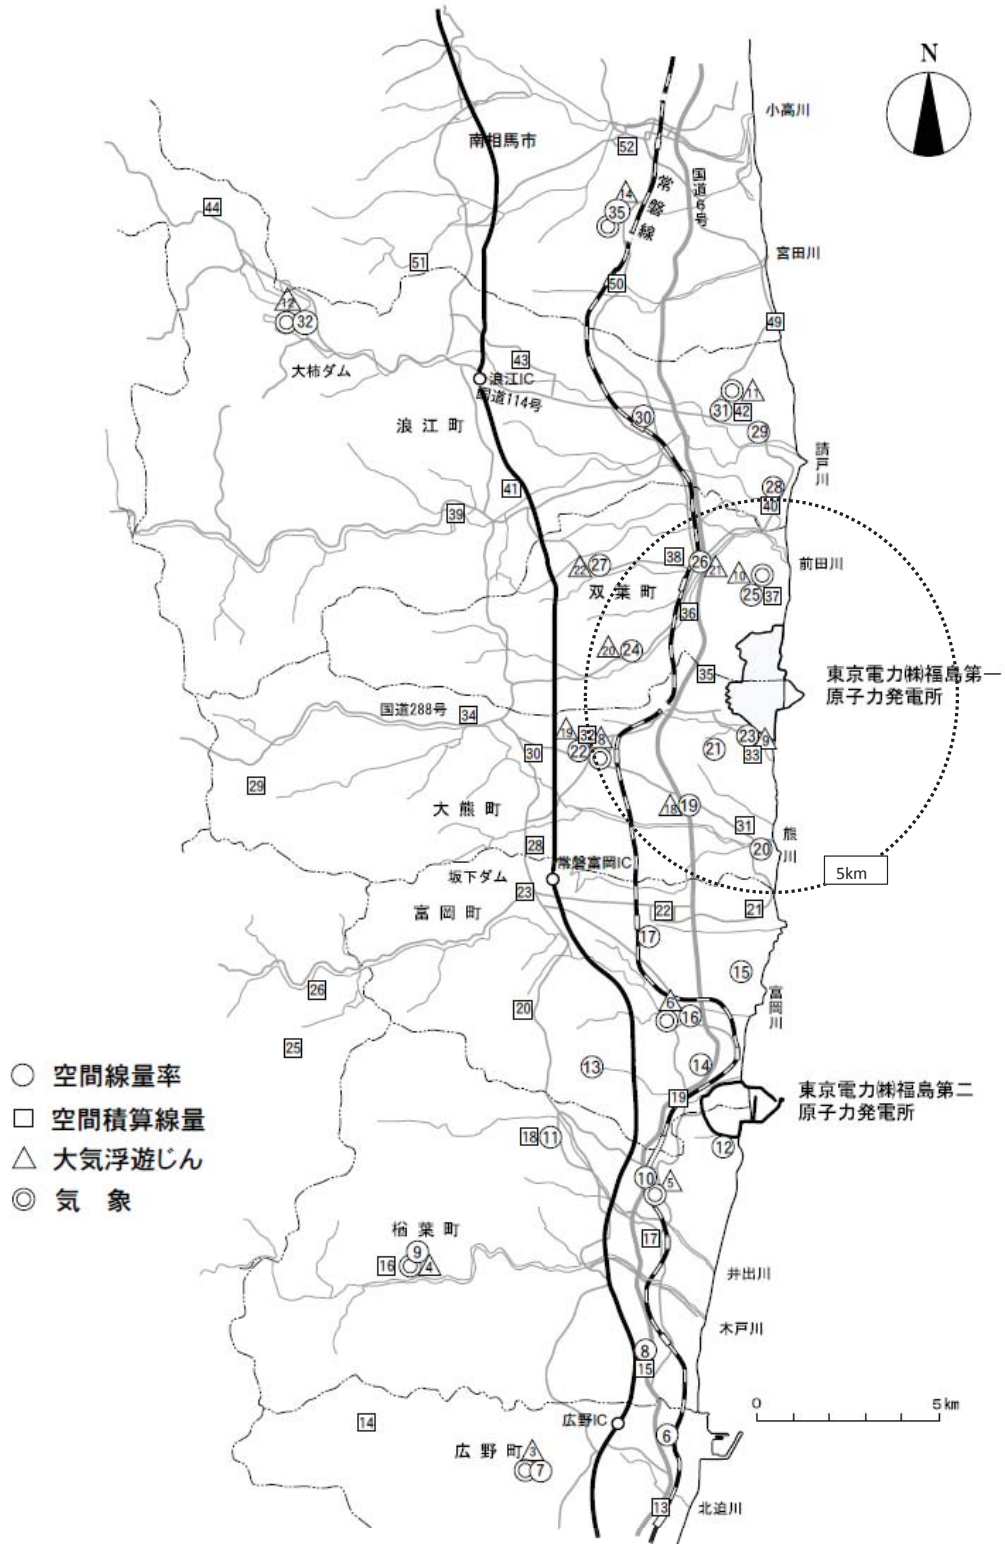 N
小高川
南相馬市
52
国道6号
常磐線
14
35
44
宮田川
51
50
12
32
49
大柿ダム
43
浪江IC
国道114号
11
31
42
浪江町
30
29
請戸川
28
41
40
39
38
26
21
10
前田川
22
27
双葉町
25
37
36
20
24
35
東京電力㈱福島第一
原子力発電所
国道288号
34
19
32
8
22
30
21
23
9
33
29
大熊町
18
19
31
熊川
20
28
常磐富岡IC
坂下ダム
5km
23
富岡町
22
21
17
15
26
富岡川
6
16
20
25
13
14
○ 空間線量率
□ 空間積算線量
△ 大気浮遊じん
◎ 気 象
東京電力㈱福島第二
原子力発電所
19
18
11
12
10
5
楢葉町
9
16
4
17
井出川
木戸川
8
15
0
5km
14
広野IC
6
広野町
3
7
13
北迫川